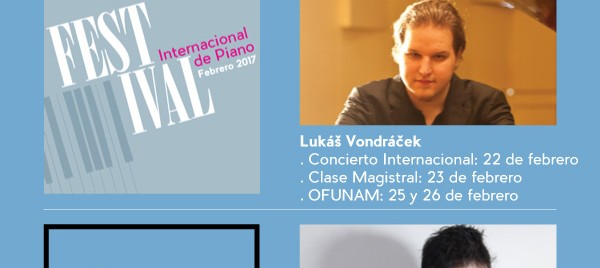 FEST
IVAL
Internacional
de Piano
Febrero 2017
Lukáš Vondráček
. Concierto Internacional: 22 de febrero
. Clase Magistral: 23 de febrero
. OFUNAM: 25 y 26 de febrero